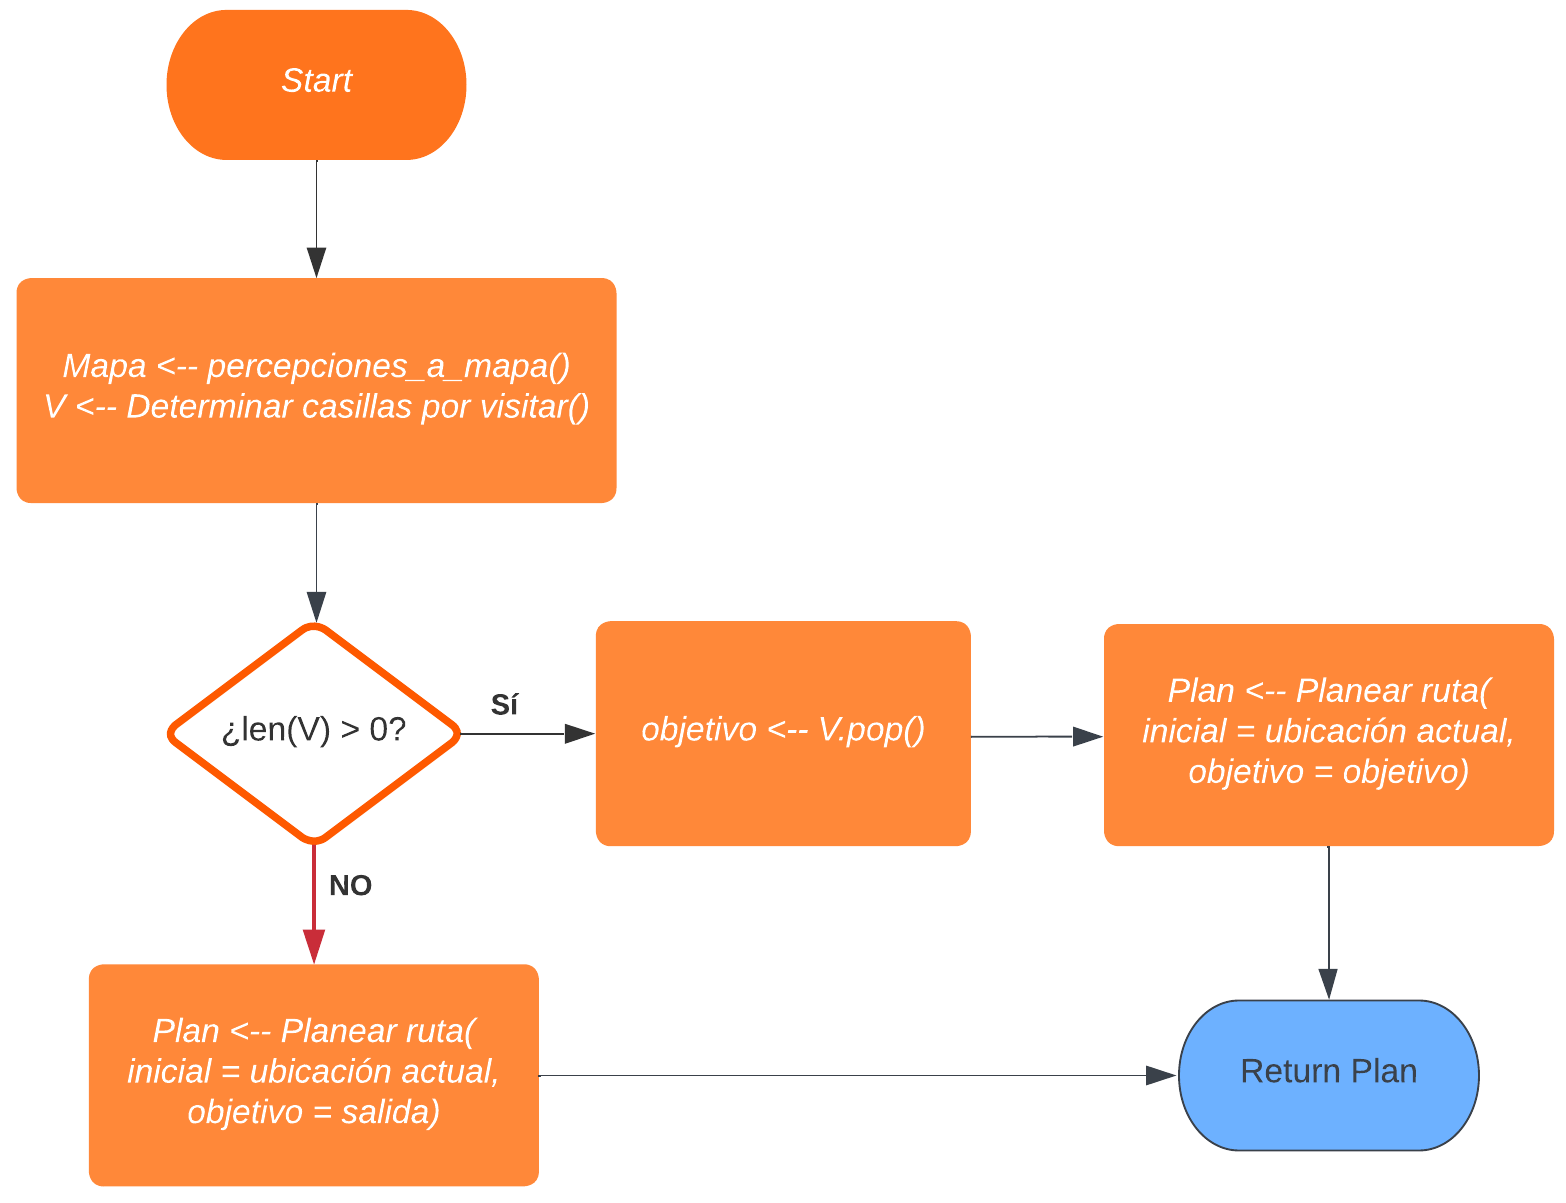 Start
Mapa <-- percepciones_a_mapa()
V <-- Determinar casillas por visitar()
¿len(V) > 0?
Sí
objetivo <-- V.pop()
Plan <-- Planear ruta(
inicial = ubicación actual,
objetivo = objetivo)
NO
Plan <-- Planear ruta(
inicial = ubicación actual,
objetivo = salida)
Return Plan